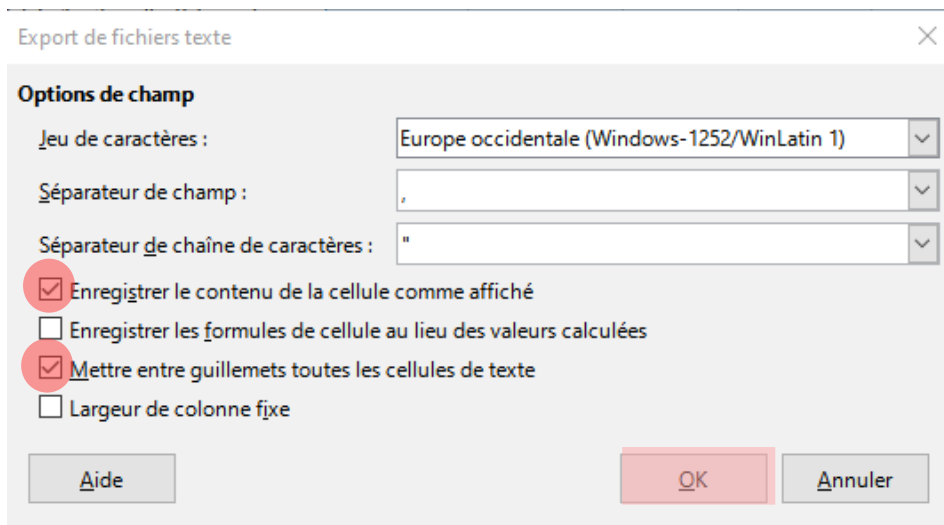 Export de fichiers texte
Options de champ
Jeu de caractères : Europe occidentale (Windows-1252/WinLatin 1)
Séparateur de champ : ,
Séparateur de chaîne de caractères : "
Enregistrer le contenu de la cellule comme affiché
Enregistrer les formules de cellule au lieu des valeurs calculées
Mettre entre guillemets toutes les cellules de texte
Largeur de colonne fixe
Aide OK Annuler